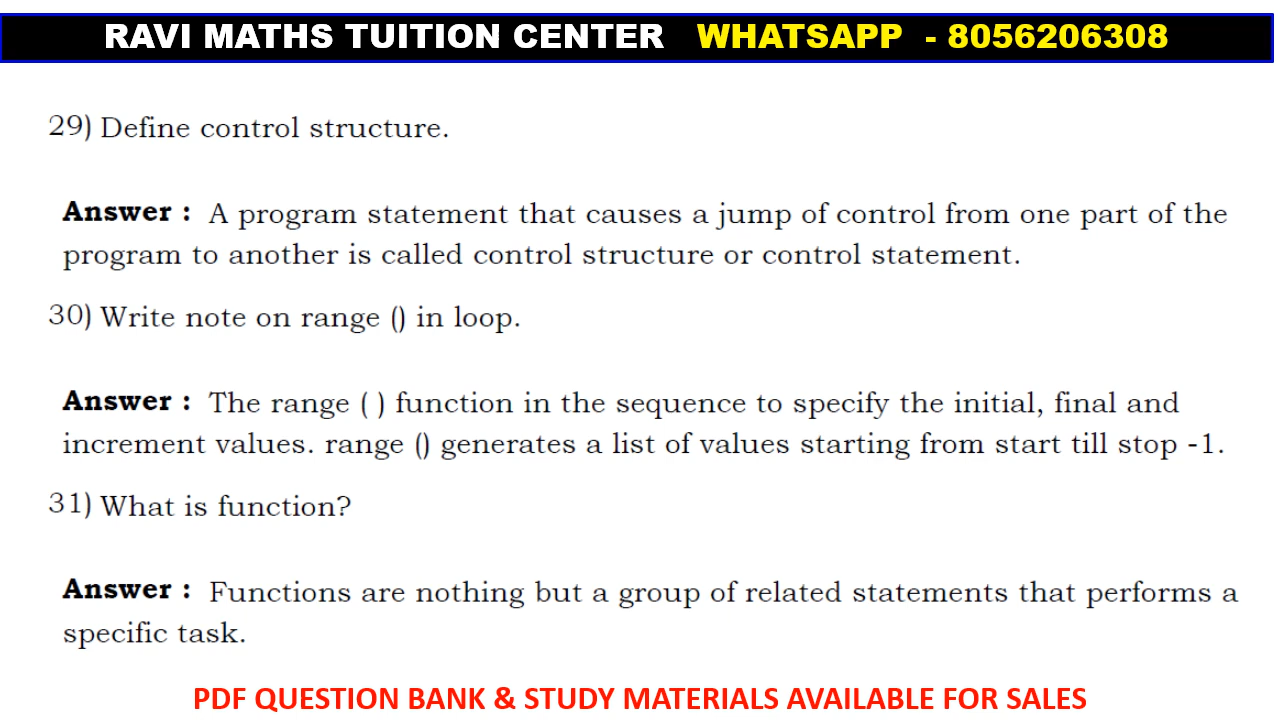 RAVI MATHS TUITION CENTER WHATSAPP - 8056206308
29) Define control structure.
Answer : A program statement that causes a jump of control from one part of the
program to another is called control structure or control statement.
30) Write note on range () in loop.
Answer : The range ( ) function in the sequence to specify the initial, final and
increment values. range () generates a list of values starting from start till stop -1.
31) What is function?
Answer : Functions are nothing but a group of related statements that performs a
specific task.
PDF QUESTION BANK & STUDY MATERIALS AVAILABLE FOR SALES